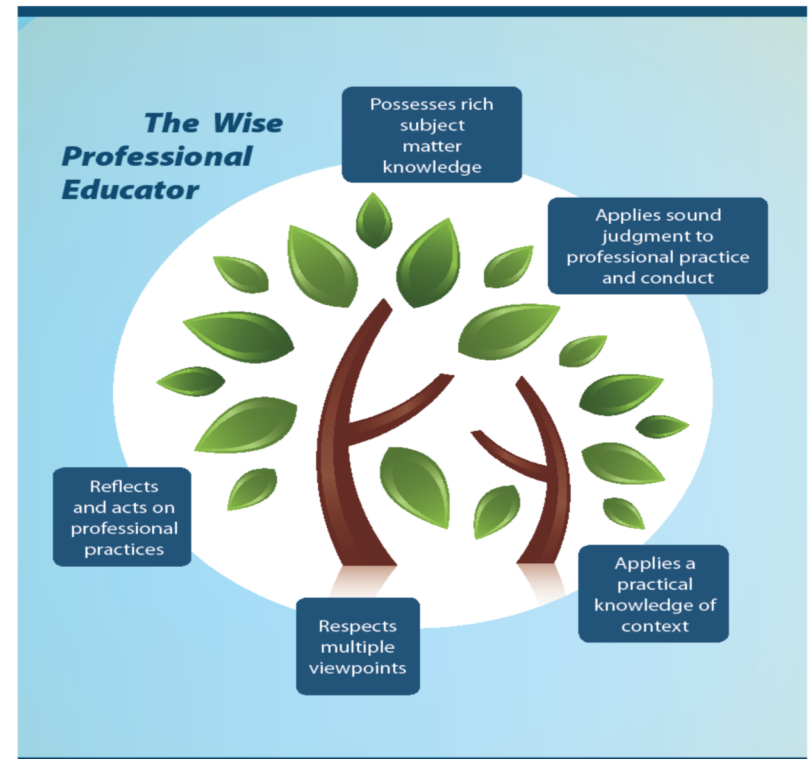 The Wise
Professional
Educator
Possesses rich
subject
matter
knowledge
Applies sound
judgment to
professional practice
and conduct
Reflects
and acts on
professional
practices
Applies a
practical
knowledge of
context
Respects
multiple
viewpoints